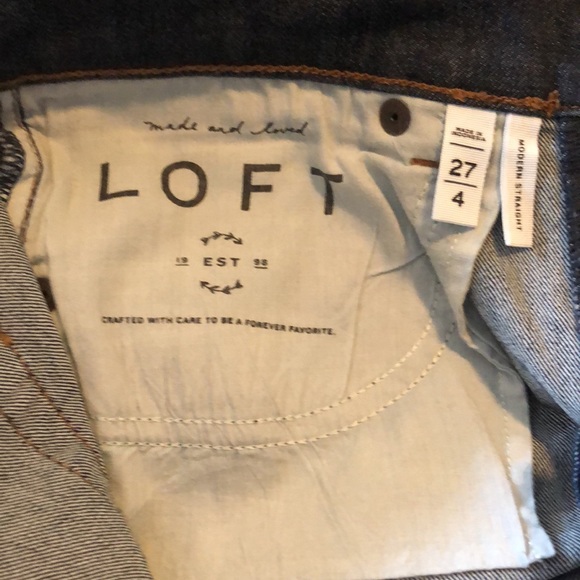 made and loved
LOFT
19 EST 98
CRAFTED WITH CARE TO BE A FOREVER FAVORITE.
MADE IN
INDONESIA
27
4
MODERN STRAIGHT